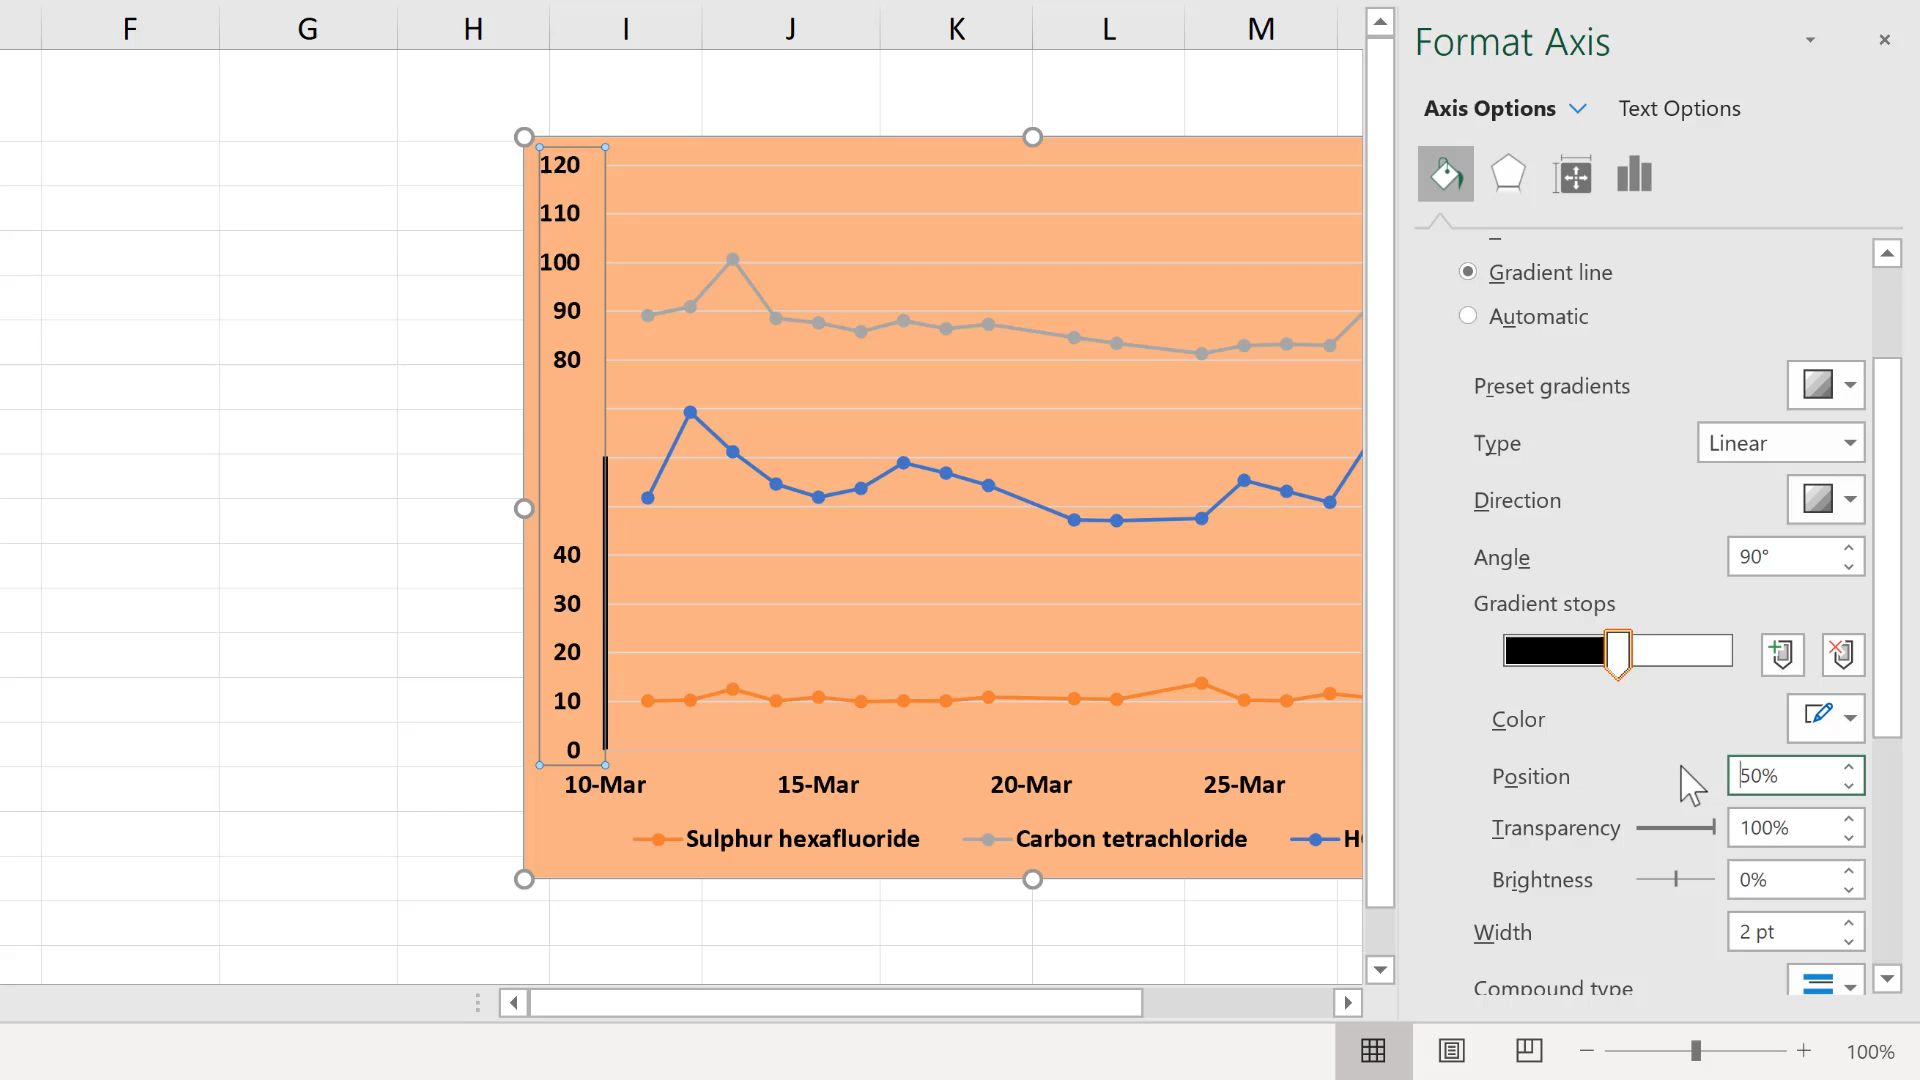 F G H I J K L M
Format Axis
Axis Options Text Options
120
110
100
90
80
40
30
20
10
0
10-Mar 15-Mar 20-Mar 25-Mar
Sulphur hexafluoride Carbon tetrachloride
Gradient line
Automatic
Preset gradients
Type Linear
Direction
Angle 90°
Gradient stops
Color
Position 50%
Transparency 100%
Brightness 0%
Width 2 pt
Compound type
100%